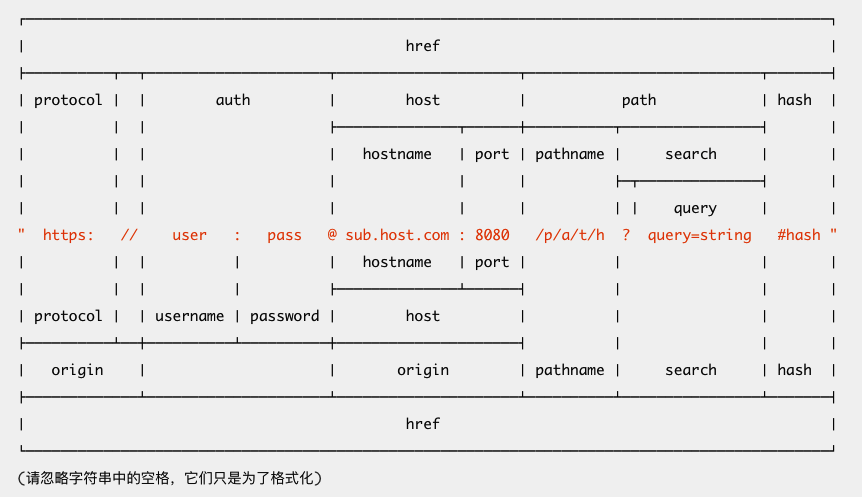 href
protocol auth host path hash
hostname port pathname search
query
" https: // user : pass @ sub.host.com : 8080 /p/a/t/h ? query=string #hash "
hostname port
protocol username password host
origin origin pathname search hash
href
(请忽略字符串中的空格，它们只是为了格式化)